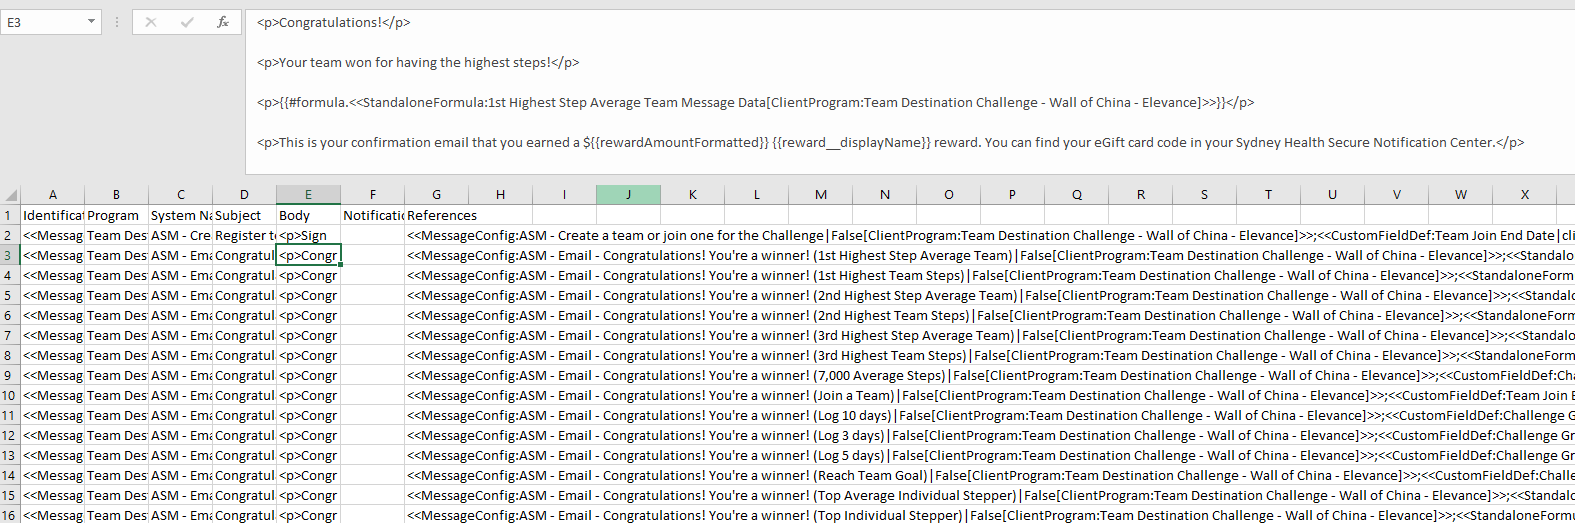 E3 fx <p>Congratulations!</p>
<p>Your team won for having the highest steps!</p>
<p>{{#formula.<<StandaloneFormula:1st Highest Step Average Team Message Data[ClientProgram:Team Destination Challenge - Wall of China - Elevance]>>}}</p>
<p>This is your confirmation email that you earned a ${{rewardAmountFormatted}} {{reward__displayName}} reward. You can find your eGift card code in your Sydney Health Secure Notification Center.</p>
A B C D E F G H I J K L M N O P Q R S T U V W X
1 Identificat Program System Na Subject Body Notificatio References
2 <<Messag Team Des ASM - Cre Register to <p>Sign <<MessageConfig:ASM - Create a team or join one for the Challenge|False[ClientProgram:Team Destination Challenge - Wall of China - Elevance]>>;<<CustomFieldDef:Team Join End Date|cli
3 <<Messag Team Des ASM - Ema Congratul <p>Congr <<MessageConfig:ASM - Email - Congratulations! You're a winner! (1st Highest Step Average Team)|False[ClientProgram:Team Destination Challenge - Wall of China - Elevance]>>;<<Standalo
4 <<Messag Team Des ASM - Ema Congratul <p>Congr <<MessageConfig:ASM - Email - Congratulations! You're a winner! (1st Highest Team Steps)|False[ClientProgram:Team Destination Challenge - Wall of China - Elevance]>>;<<StandaloneForm
5 <<Messag Team Des ASM - Ema Congratul <p>Congr <<MessageConfig:ASM - Email - Congratulations! You're a winner! (2nd Highest Step Average Team)|False[ClientProgram:Team Destination Challenge - Wall of China - Elevance]>>;<<Standal
6 <<Messag Team Des ASM - Ema Congratul <p>Congr <<MessageConfig:ASM - Email - Congratulations! You're a winner! (2nd Highest Team Steps)|False[ClientProgram:Team Destination Challenge - Wall of China - Elevance]>>;<<StandaloneForr
7 <<Messag Team Des ASM - Ema Congratul <p>Congr <<MessageConfig:ASM - Email - Congratulations! You're a winner! (3rd Highest Step Average Team)|False[ClientProgram:Team Destination Challenge - Wall of China - Elevance]>>;<<Standalo
8 <<Messag Team Des ASM - Ema Congratul <p>Congr <<MessageConfig:ASM - Email - Congratulations! You're a winner! (3rd Highest Team Steps)|False[ClientProgram:Team Destination Challenge - Wall of China - Elevance]>>;<<StandaloneForm
9 <<Messag Team Des ASM - Ema Congratul <p>Congr <<MessageConfig:ASM - Email - Congratulations! You're a winner! (7,000 Average Steps)|False[ClientProgram:Team Destination Challenge - Wall of China - Elevance]>>;<<CustomFieldDef:Cha
10 <<Messag Team Des ASM - Ema Congratul <p>Congr <<MessageConfig:ASM - Email - Congratulations! You're a winner! (Join a Team)|False[ClientProgram:Team Destination Challenge - Wall of China - Elevance]>>;<<CustomFieldDef:Team Join E
11 <<Messag Team Des ASM - Ema Congratul <p>Congr <<MessageConfig:ASM - Email - Congratulations! You're a winner! (Log 10 days)|False[ClientProgram:Team Destination Challenge - Wall of China - Elevance]>>;<<CustomFieldDef:Challenge G
12 <<Messag Team Des ASM - Ema Congratul <p>Congr <<MessageConfig:ASM - Email - Congratulations! You're a winner! (Log 3 days)|False[ClientProgram:Team Destination Challenge - Wall of China - Elevance]>>;<<CustomFieldDef:Challenge Gr
13 <<Messag Team Des ASM - Ema Congratul <p>Congr <<MessageConfig:ASM - Email - Congratulations! You're a winner! (Log 5 days)|False[ClientProgram:Team Destination Challenge - Wall of China - Elevance]>>;<<CustomFieldDef:Challenge Gr
14 <<Messag Team Des ASM - Ema Congratul <p>Congr <<MessageConfig:ASM - Email - Congratulations! You're a winner! (Reach Team Goal)|False[ClientProgram:Team Destination Challenge - Wall of China - Elevance]>>;<<CustomFieldDef:Challe
15 <<Messag Team Des ASM - Ema Congratul <p>Congr <<MessageConfig:ASM - Email - Congratulations! You're a winner! (Top Average Individual Stepper)|False[ClientProgram:Team Destination Challenge - Wall of China - Elevance]>>;<<Standalo
16 <<Messag Team Des ASM - Ema Congratul <p>Congr <<MessageConfig:ASM - Email - Congratulations! You're a winner! (Top Individual Stepper)|False[ClientProgram:Team Destination Challenge - Wall of China - Elevance]>>;<<StandaloneForm